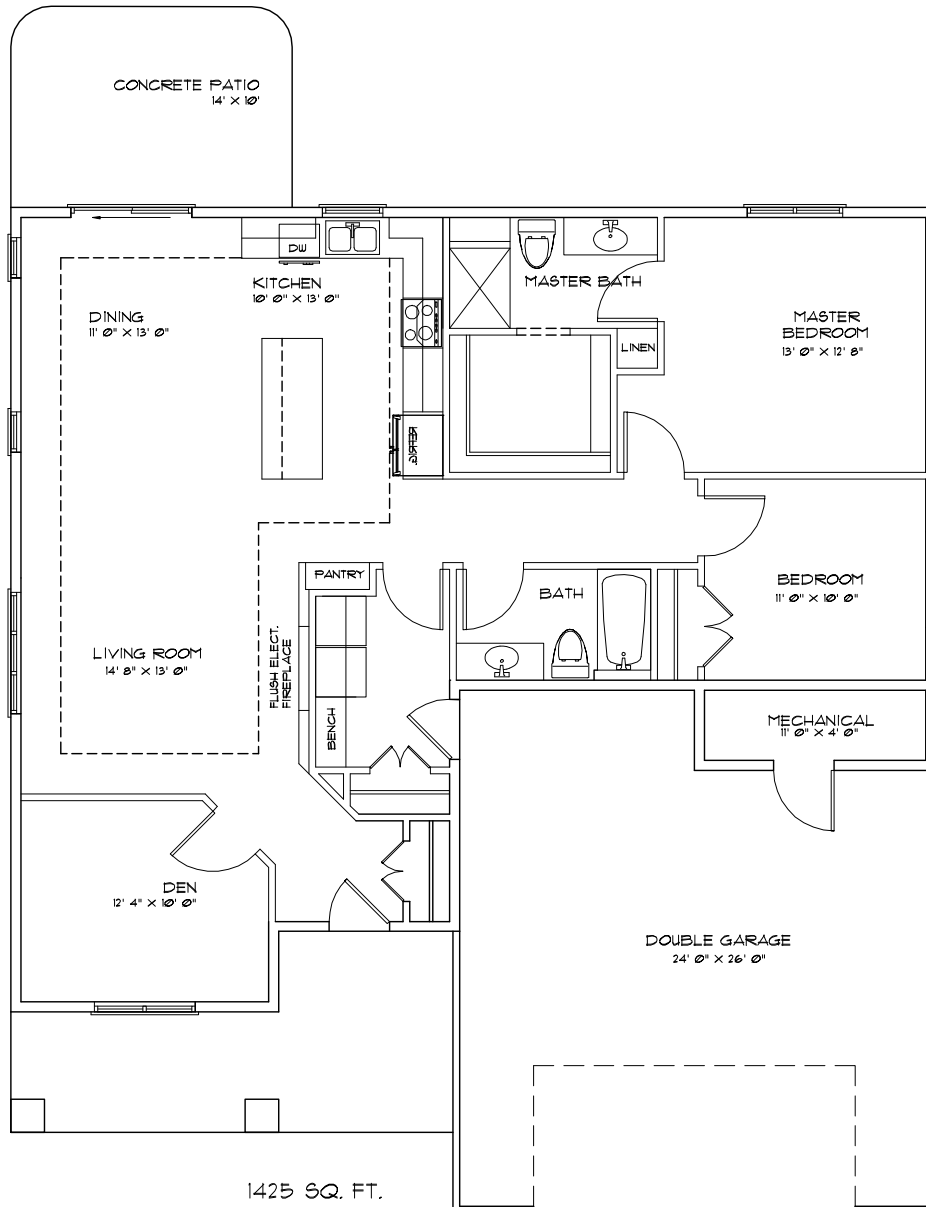 CONCRETE PATIO
14' X 10'
DW
KITCHEN
10' 0" X 13' 0"
MASTER BATH
DINING
11' 0" X 13' 0"
MASTER
BEDROOM
13' 0" X 12' 8"
LINEN
REFRIG.
PANTRY
BATH
BEDROOM
11' 0" X 10' 0"
LIVING ROOM
14' 8" X 13' 0"
FLUSH ELECT.
FIREPLACE
BENCH
MECHANICAL
11' 0" X 4' 0"
DEN
12' 4" X 10' 0"
DOUBLE GARAGE
24' 0" X 26' 0"
1425 SQ. FT.